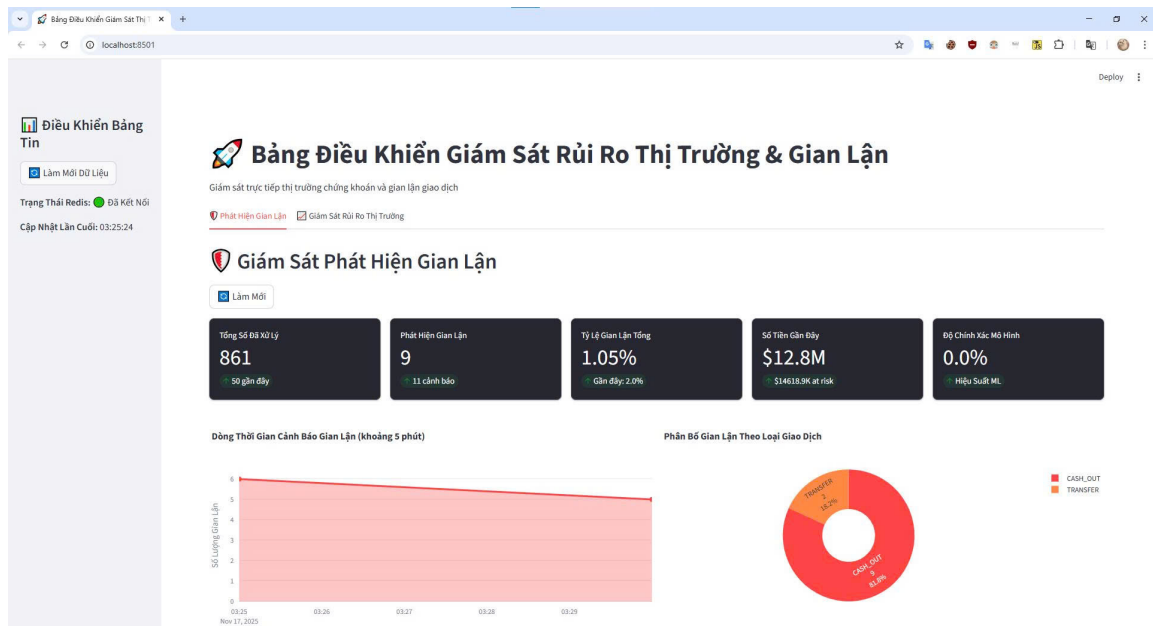 Bảng Điều Khiển Giám Sát Thị T
localhost:8501
Deploy
Điều Khiển Bảng
Tin
Làm Mới Dữ Liệu
Trạng Thái Redis: Đã Kết Nối
Cập Nhật Lần Cuối: 03:25:24
Bảng Điều Khiển Giám Sát Rủi Ro Thị Trường & Gian Lận
Giám sát trực tiếp thị trường chứng khoán và gian lận giao dịch
Phát Hiện Gian Lận
Giám Sát Rủi Ro Thị Trường
Giám Sát Phát Hiện Gian Lận
Làm Mới
Tổng Số Đã Xử Lý
861
↑ 50 gần đây
Phát Hiện Gian Lận
9
↑ 11 cảnh báo
Tỷ Lệ Gian Lận Tổng
1.05%
↑ Gần đây: 2.0%
Số Tiền Gần Đây
$12.8M
↑ $14618.9K at risk
Độ Chính Xác Mô Hình
0.0%
↑ Hiệu Suất ML
Dòng Thời Gian Cảnh Báo Gian Lận (khoảng 5 phút)
Số Lượng Gian Lận
6
5
4
3
2
1
0
03:25
Nov 17, 2025
03:26
03:27
03:28
03:29
Phân Bố Gian Lận Theo Loại Giao Dịch
TRANSFER
2
18.2%
CASH_OUT
9
81.8%
CASH_OUT
TRANSFER